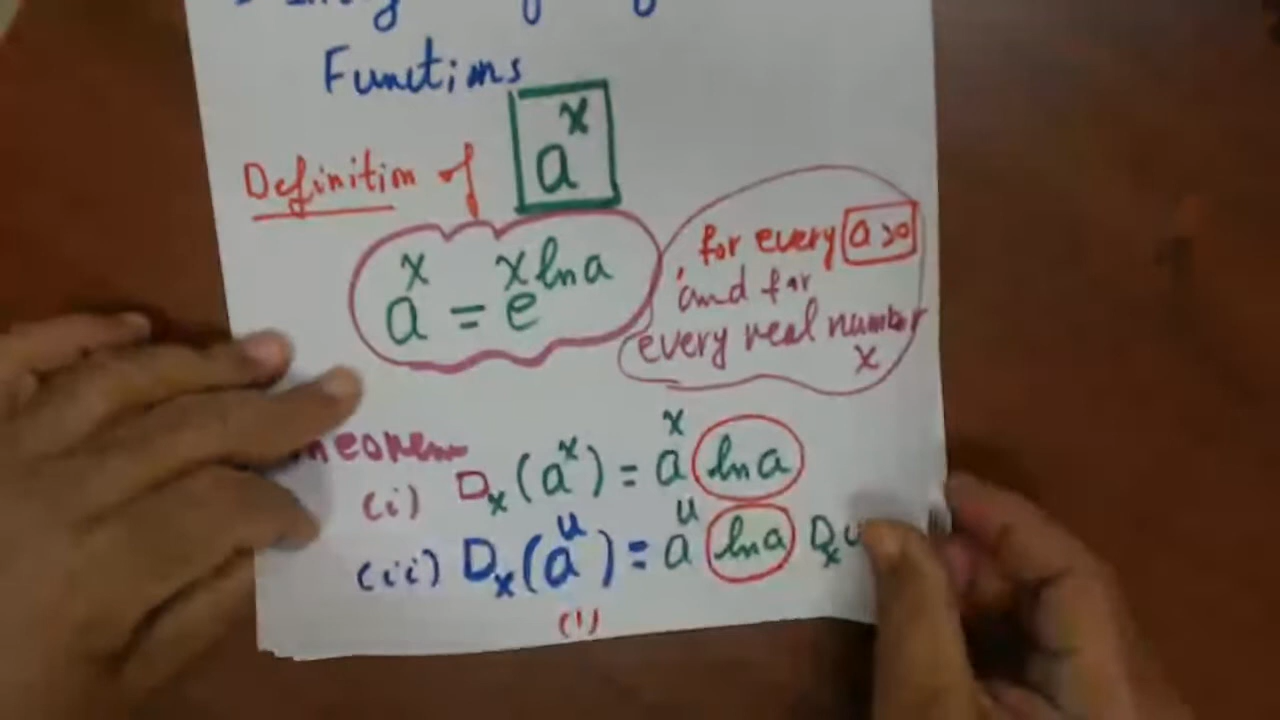 Functions
Definition of a^x
a^x = e^(x ln a) , for every a>0
and for
every real number
x
(i) D_x(a^x) = a^x ln a
(ii) D_x(a^u) = a^u ln a D_x u
(1)